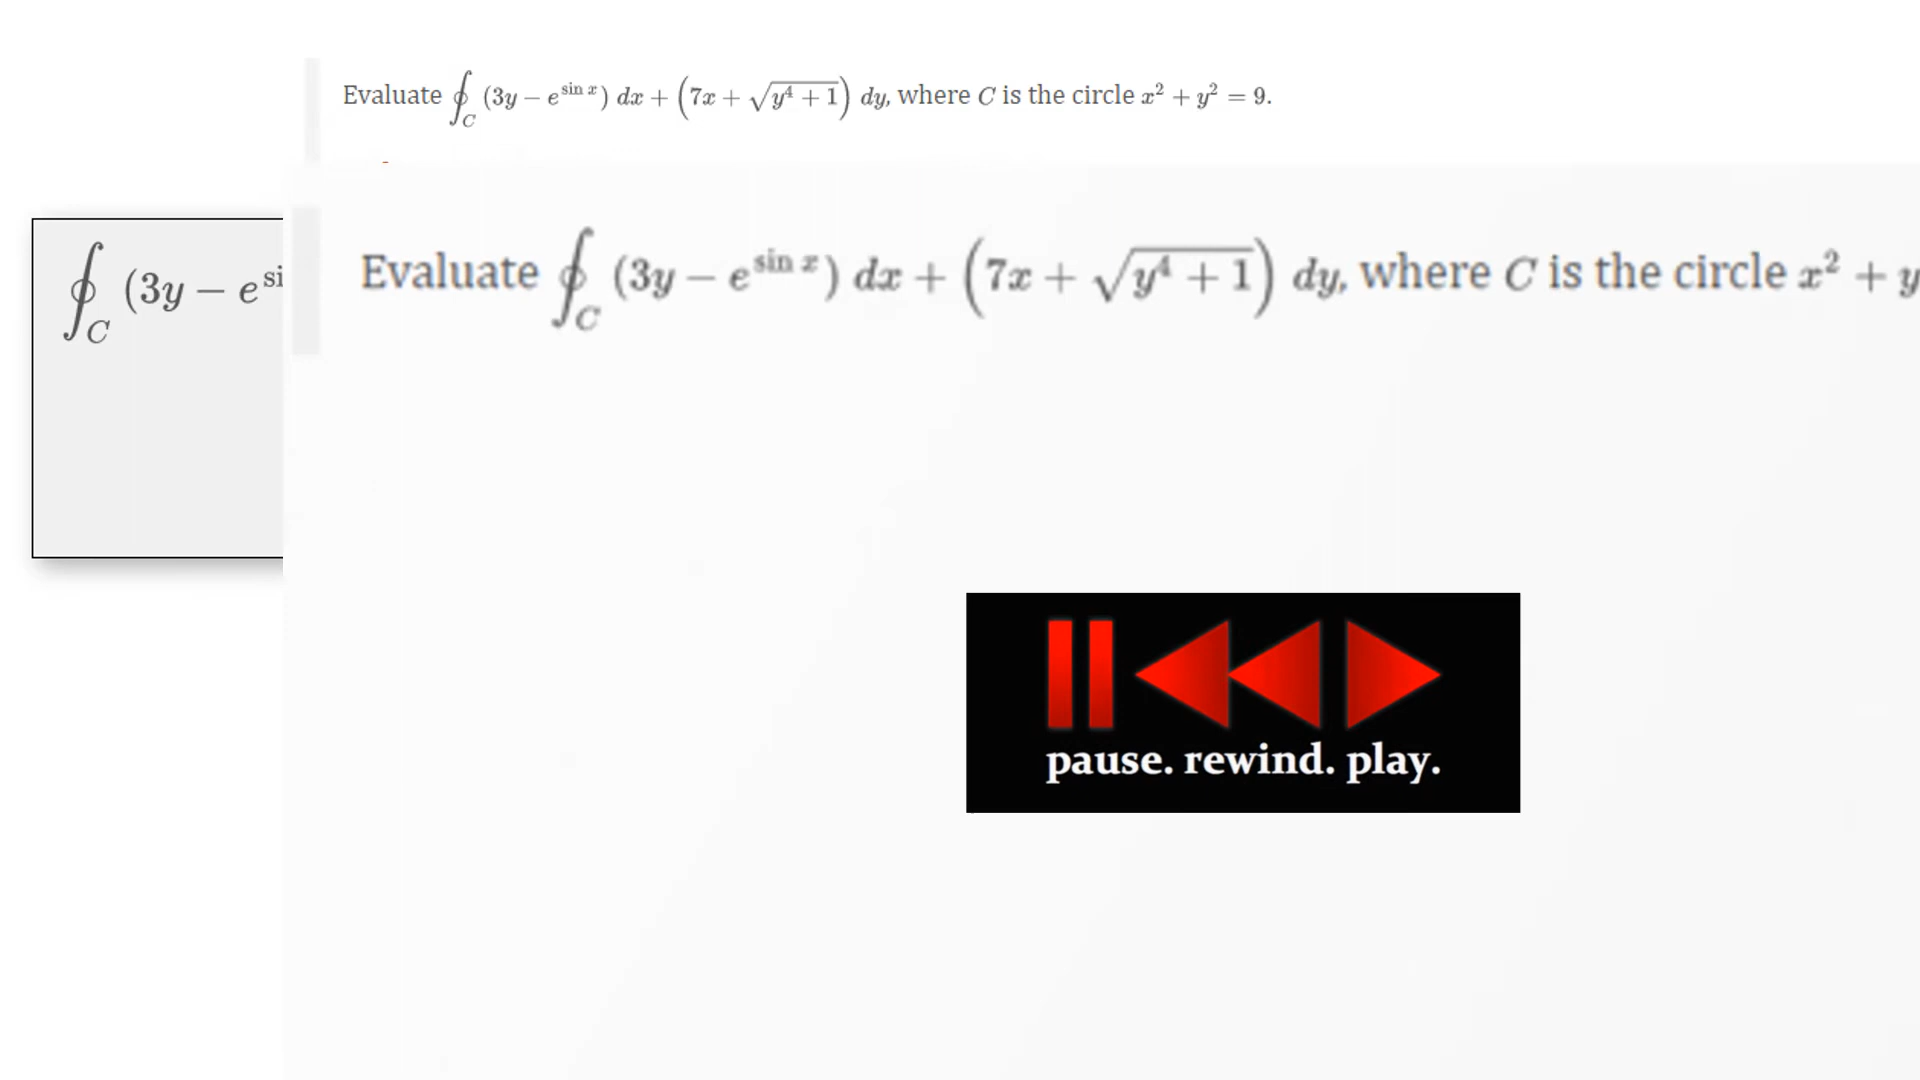 Evaluate ∮_C (3y − e^{sin x}) dx + (7x + √(y⁴ + 1)) dy, where C is the circle x² + y² = 9.
∮_C (3y − e^{si
Evaluate ∮_C (3y − e^{sin x}) dx + (7x + √(y⁴ + 1)) dy, where C is the circle x² + y
pause. rewind. play.